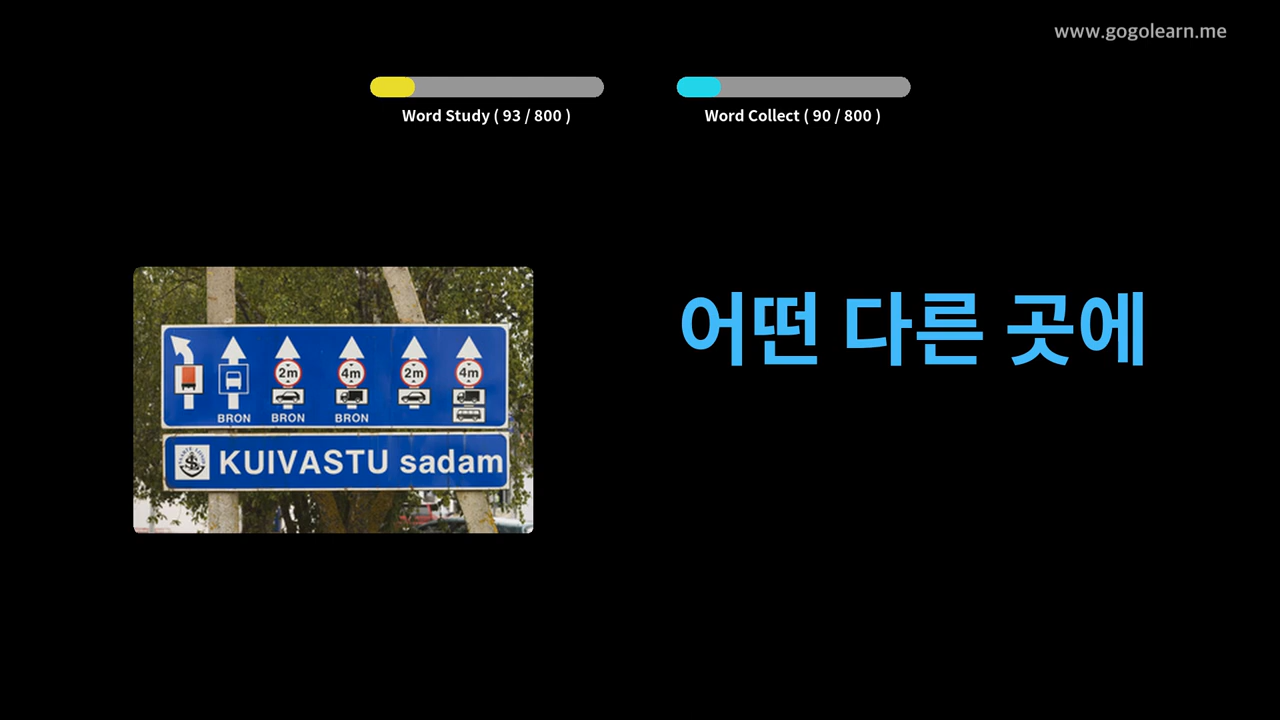 www.gogolearn.me
Word Study ( 93 / 800 )
Word Collect ( 90 / 800 )
어떤 다른 곳에
2m 4m 2m 4m
BRON BRON BRON
KUIVASTU sadam